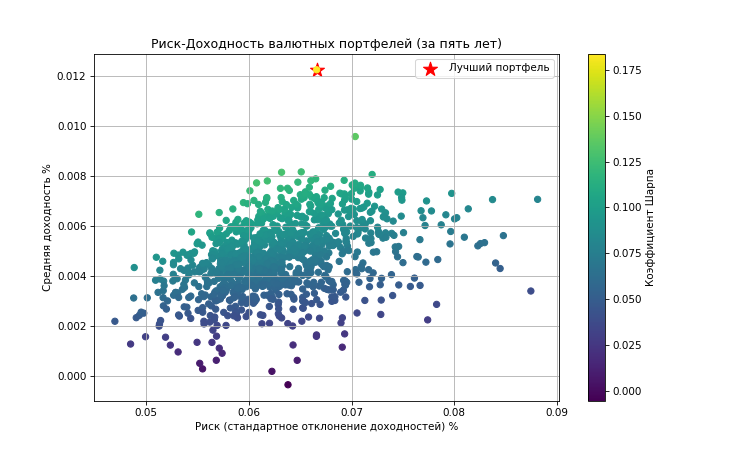 Риск-Доходность валютных портфелей (за пять лет)
Лучший портфель
Средняя доходность %
0.012
0.010
0.008
0.006
0.004
0.002
0.000
0.05 0.06 0.07 0.08 0.09
Риск (стандартное отклонение доходностей) %
0.175
0.150
0.125
0.100
0.075
0.050
0.025
0.000
Коэффициент Шарпа